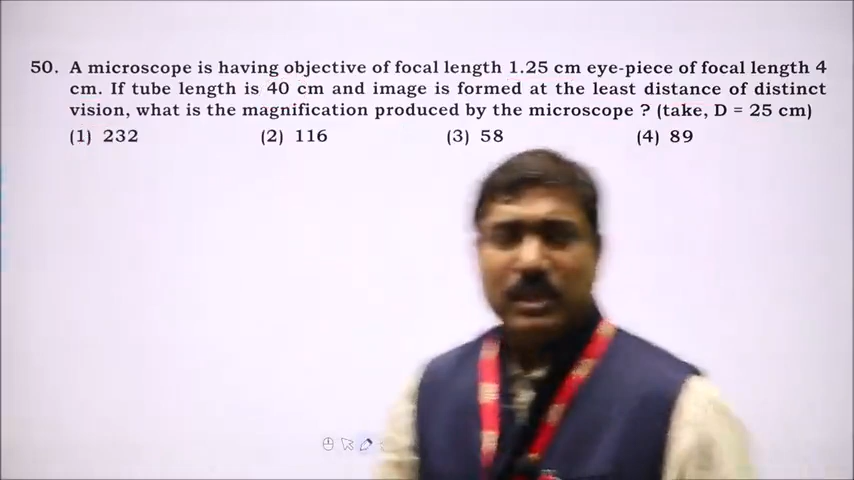 50. A microscope is having objective of focal length 1.25 cm eye-piece of focal length 4
cm. If tube length is 40 cm and image is formed at the least distance of distinct
vision, what is the magnification produced by the microscope ? (take, D = 25 cm)
(1) 232 (2) 116 (3) 58 (4) 89